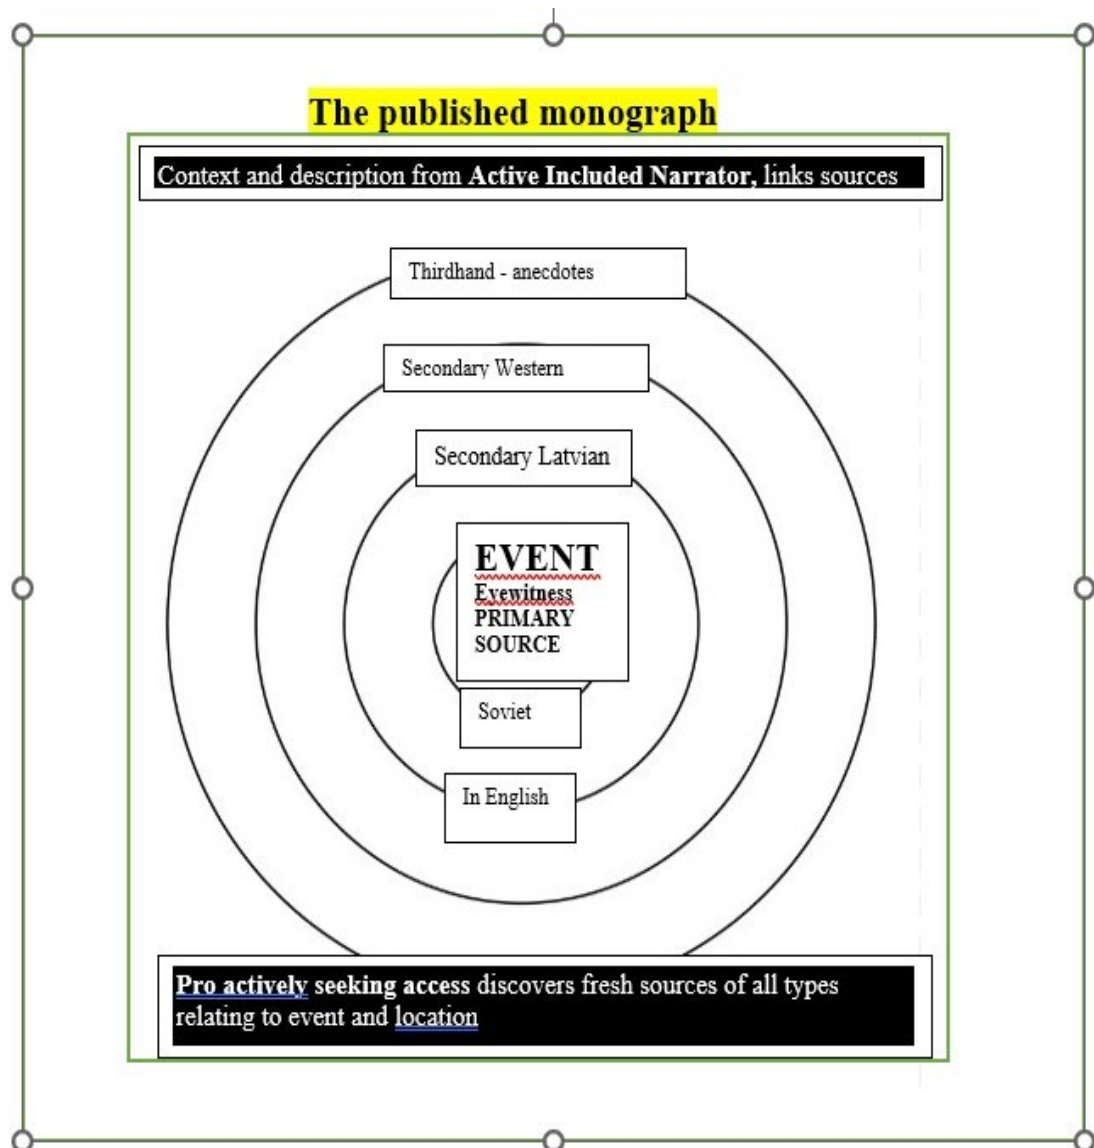 The published monograph
Context and description from Active Included Narrator, links sources
Thirdhand - anecdotes
Secondary Western
Secondary Latvian
EVENT
Eyewitness
PRIMARY
SOURCE
Soviet
In English
Pro actively seeking access discovers fresh sources of all types
relating to event and location